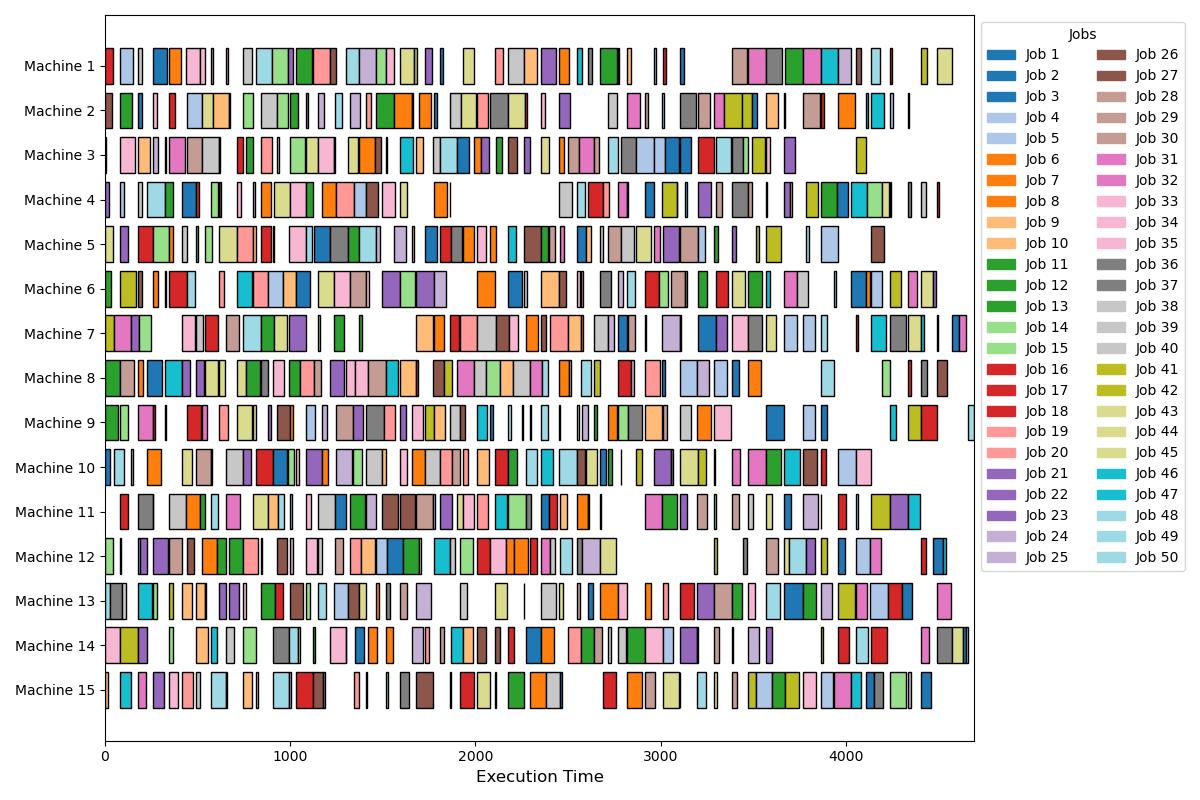 Machine 1
Machine 2
Machine 3
Machine 4
Machine 5
Machine 6
Machine 7
Machine 8
Machine 9
Machine 10
Machine 11
Machine 12
Machine 13
Machine 14
Machine 15
0 1000 2000 3000 4000
Execution Time
Jobs
Job 1
Job 2
Job 3
Job 4
Job 5
Job 6
Job 7
Job 8
Job 9
Job 10
Job 11
Job 12
Job 13
Job 14
Job 15
Job 16
Job 17
Job 18
Job 19
Job 20
Job 21
Job 22
Job 23
Job 24
Job 25
Job 26
Job 27
Job 28
Job 29
Job 30
Job 31
Job 32
Job 33
Job 34
Job 35
Job 36
Job 37
Job 38
Job 39
Job 40
Job 41
Job 42
Job 43
Job 44
Job 45
Job 46
Job 47
Job 48
Job 49
Job 50